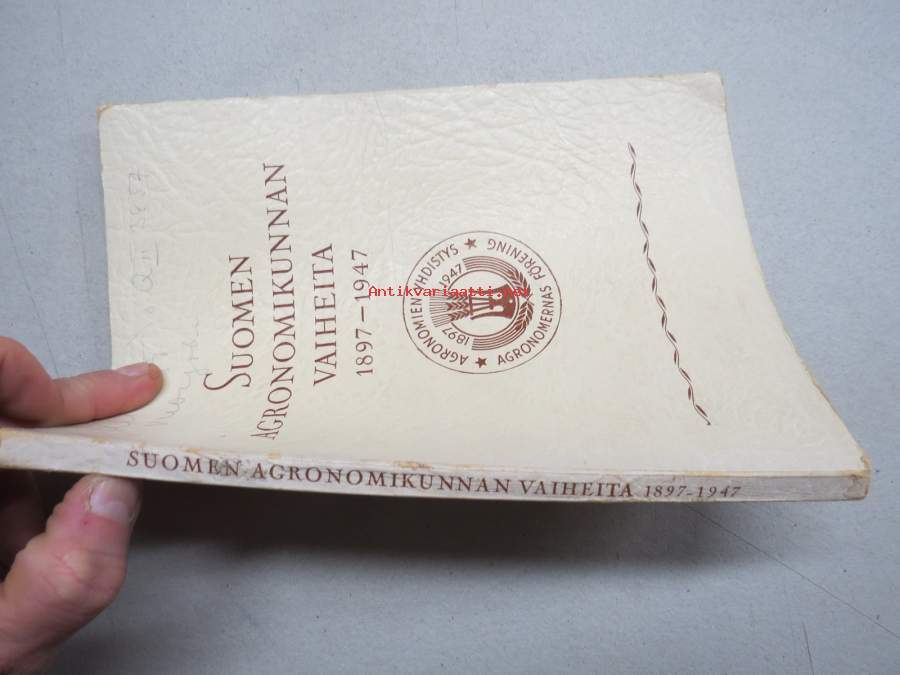 SUOMEN
AGRONOMIKUNNAN
VAIHEITA
1897-1947
AGRONOMIEN YHDISTYS ★ AGRONOMERNAS FÖRENING ★
1897 1947
Antikvariaatti.net
SUOMEN AGRONOMIKUNNAN VAIHEITA 1897-1947